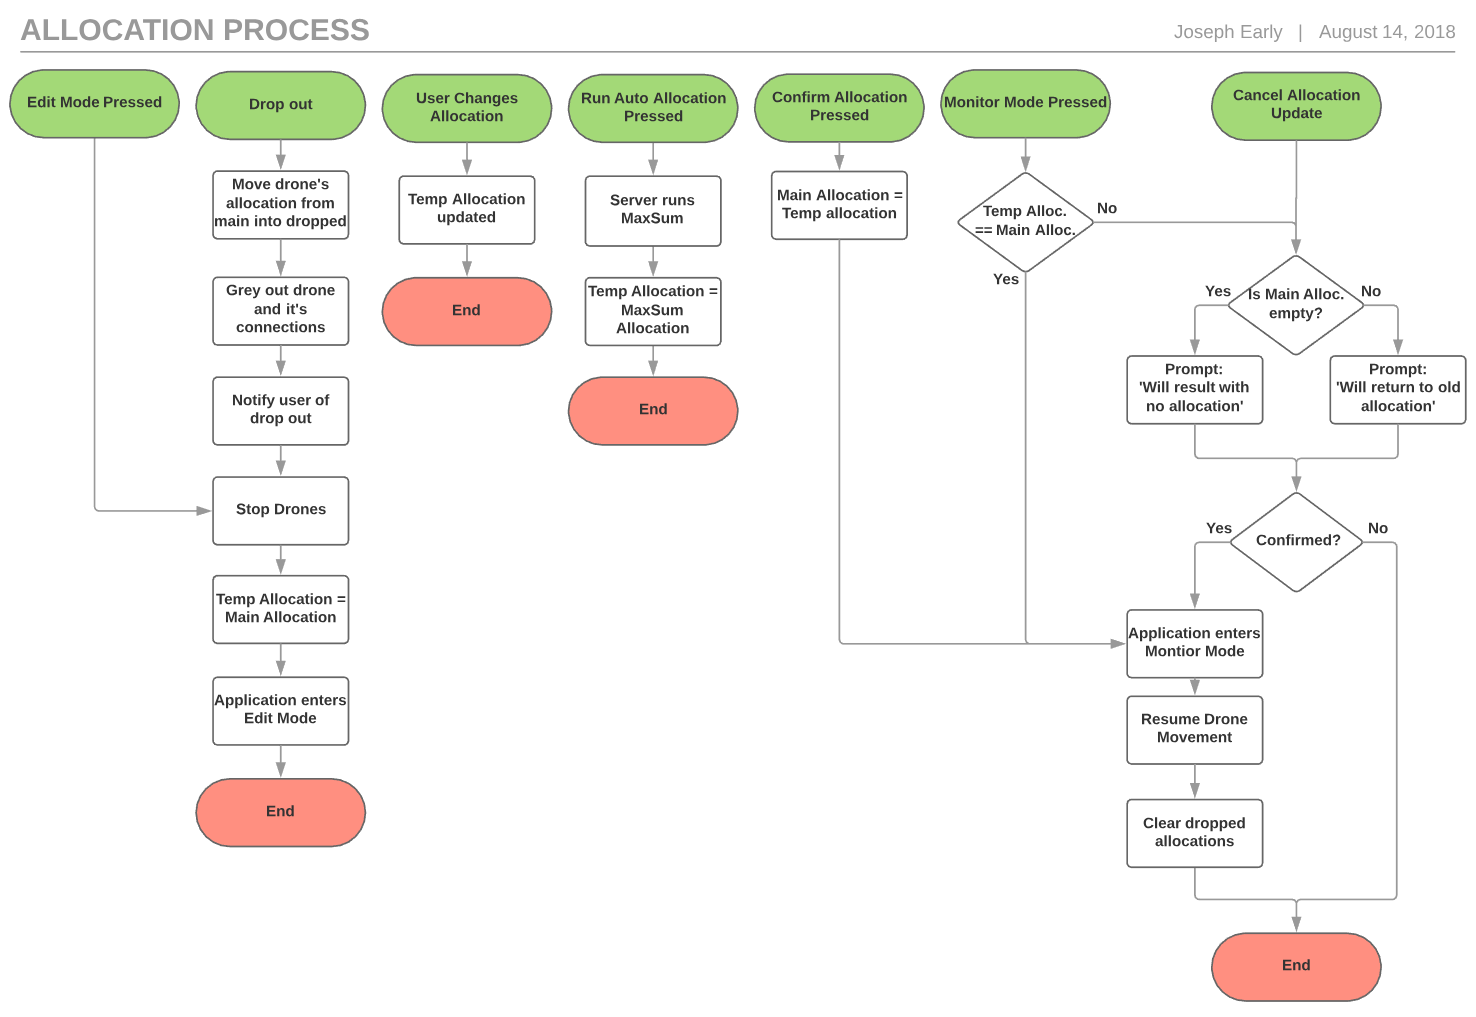 ALLOCATION PROCESS
Joseph Early | August 14, 2018
Edit Mode Pressed
Drop out
Move drone's
allocation from
main into dropped
Grey out drone
and it's
connections
Notify user of
drop out
Stop Drones
Temp Allocation =
Main Allocation
Application enters
Edit Mode
End
User Changes
Allocation
Temp Allocation
updated
End
Run Auto Allocation
Pressed
Server runs
MaxSum
Temp Allocation =
MaxSum
Allocation
End
Confirm Allocation
Pressed
Main Allocation =
Temp allocation
Monitor Mode Pressed
Temp Alloc.
== Main Alloc.
No
Yes
Cancel Allocation
Update
Is Main Alloc.
empty?
Yes
No
Prompt:
'Will result with
no allocation'
Prompt:
'Will return to old
allocation'
Confirmed?
Yes
No
Application enters
Montior Mode
Resume Drone
Movement
Clear dropped
allocations
End